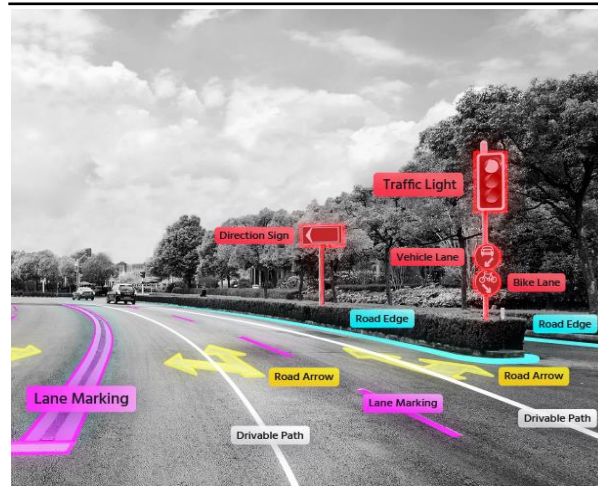 Traffic Light
Direction Sign
Vehicle Lane
Bike Lane
Road Edge
Road Edge
Road Arrow
Road Arrow
Lane Marking
Lane Marking
Drivable Path
Drivable Path